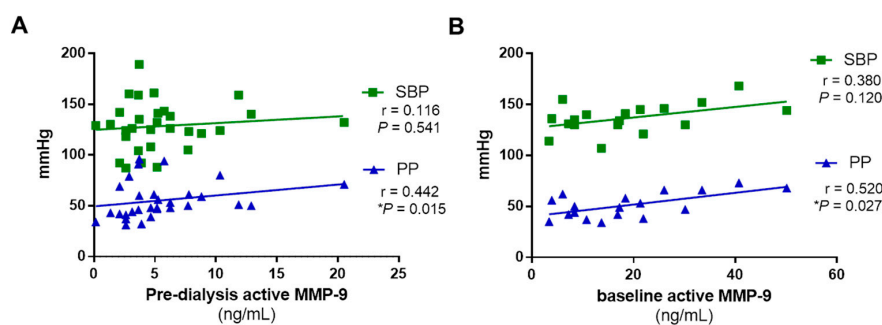 A
mmHg
200
150
100
50
0
0 5 10 15 20 25
Pre-dialysis active MMP-9
(ng/mL)
SBP
r = 0.116
P = 0.541
PP
r = 0.442
*P = 0.015
B
mmHg
200
150
100
50
0
0 20 40 60
baseline active MMP-9
(ng/mL)
SBP
r = 0.380
P = 0.120
PP
r = 0.520
*P = 0.027